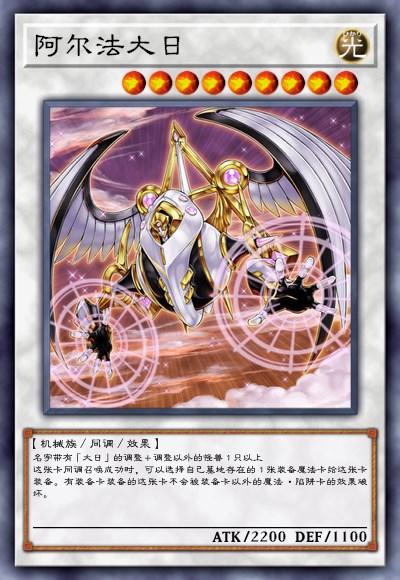 阿尔法大日
ひかり
光
【机械族／同调／效果】
名字带有「大日」的调整＋调整以外的怪兽1只以上
这张卡同调召唤成功时，可以选择自己墓地存在的1张装备魔法卡给这张卡
装备。有装备卡装备的这张卡不会被装备卡以外的魔法·陷阱卡的效果破
坏。
ATK/2200 DEF/1100